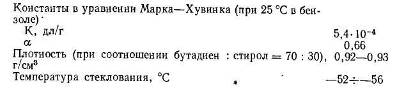 Константы в уравнении Марка—Хувинка (при 25 °С в бен-
золе)
К, дл/г 5,4·10⁻⁴
α 0,66
Плотность (при соотношении бутадиен : стирол = 70 : 30), 0,92—0,93
г/см³
Температура стеклования, °С —52÷—56